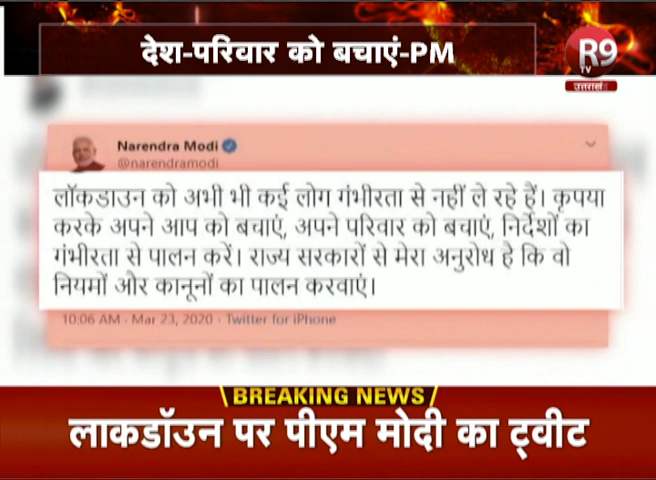 देश-परिवार को बचाएं-PM
R9
TV
Narendra Modi
@narendramodi
लॉकडाउन को अभी भी कई लोग गंभीरता से नहीं ले रहे हैं। कृपया
करके अपने आप को बचाएं, अपने परिवार को बचाएं, निर्देशों का
गंभीरता से पालन करें। राज्य सरकारों से मेरा अनुरोध है कि वो
नियमों और कानूनों का पालन करवाएं।
10:06 AM · Mar 23, 2020 · Twitter for iPhone
\BREAKING NEWS/
लाकडॉउन पर पीएम मोदी का ट्वीट